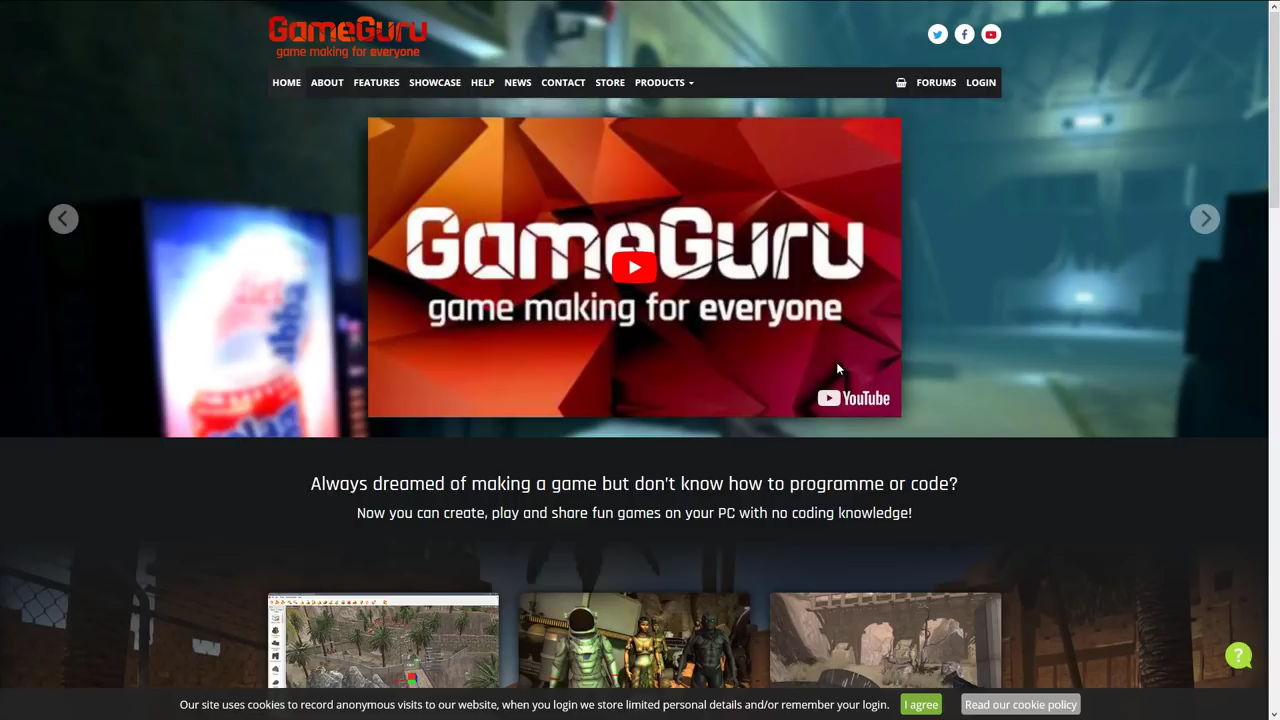 GameGuru
game making for everyone
HOME ABOUT FEATURES SHOWCASE HELP NEWS CONTACT STORE PRODUCTS FORUMS LOGIN
GameGuru
game making for everyone
YouTube
Always dreamed of making a game but don't know how to programme or code?
Now you can create, play and share fun games on your PC with no coding knowledge!
Our site uses cookies to record anonymous visits to our website, when you login we store limited personal details and/or remember your login. I agree Read our cookie policy
?